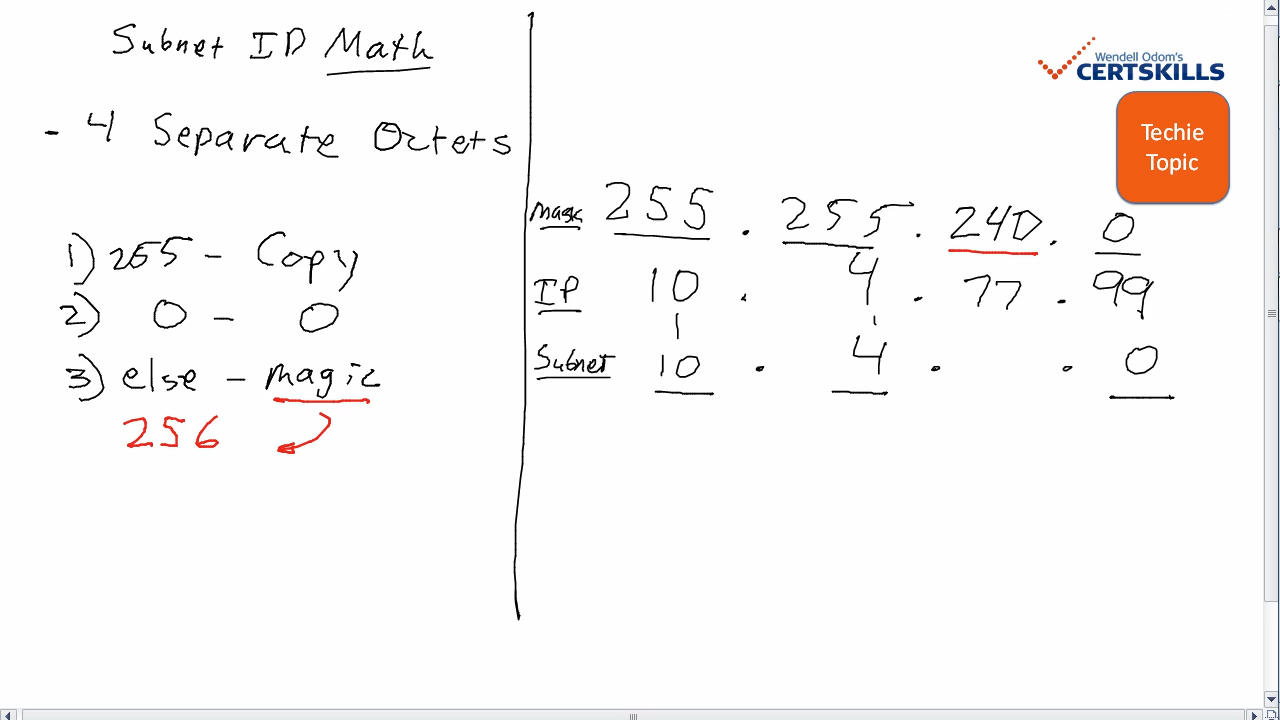 Subnet ID Math
- 4 Separate Octets
1) 255 - Copy
2) 0 - 0
3) else - magic
256
Wendell Odom's
CERTSKILLS
Techie
Topic
Mask 255 . 255 . 240 . 0
IP 10 . 4 . 77 . 99
Subnet 10 . 4 . . 0